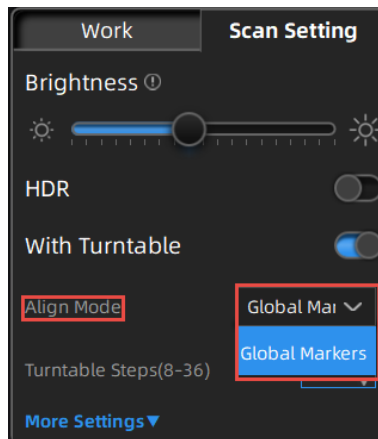 Work Scan Setting
Brightness
HDR
With Turntable
Align Mode Global Mar
Global Markers
Turntable Steps(8-36)
More Settings▼